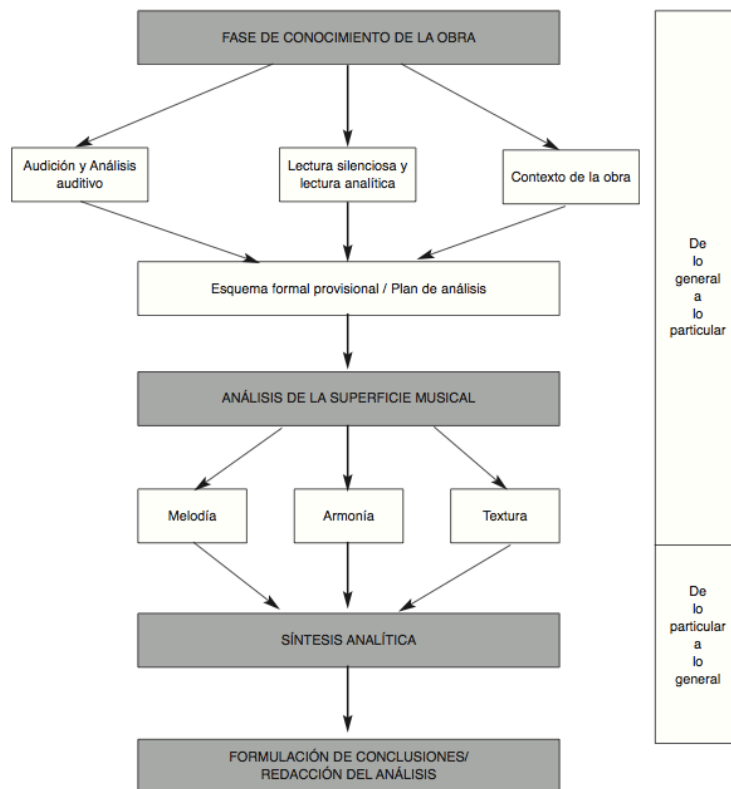 FASE DE CONOCIMIENTO DE LA OBRA
Audición y Análisis
auditivo
Lectura silenciosa y
lectura analítica
Contexto de la obra
Esquema formal provisional / Plan de análisis
ANÁLISIS DE LA SUPERFICIE MUSICAL
Melodía
Armonía
Textura
SÍNTESIS ANALÍTICA
FORMULACIÓN DE CONCLUSIONES/
REDACCIÓN DEL ANÁLISIS
De
lo
general
a
lo
particular
De
lo
particular
a
lo
general